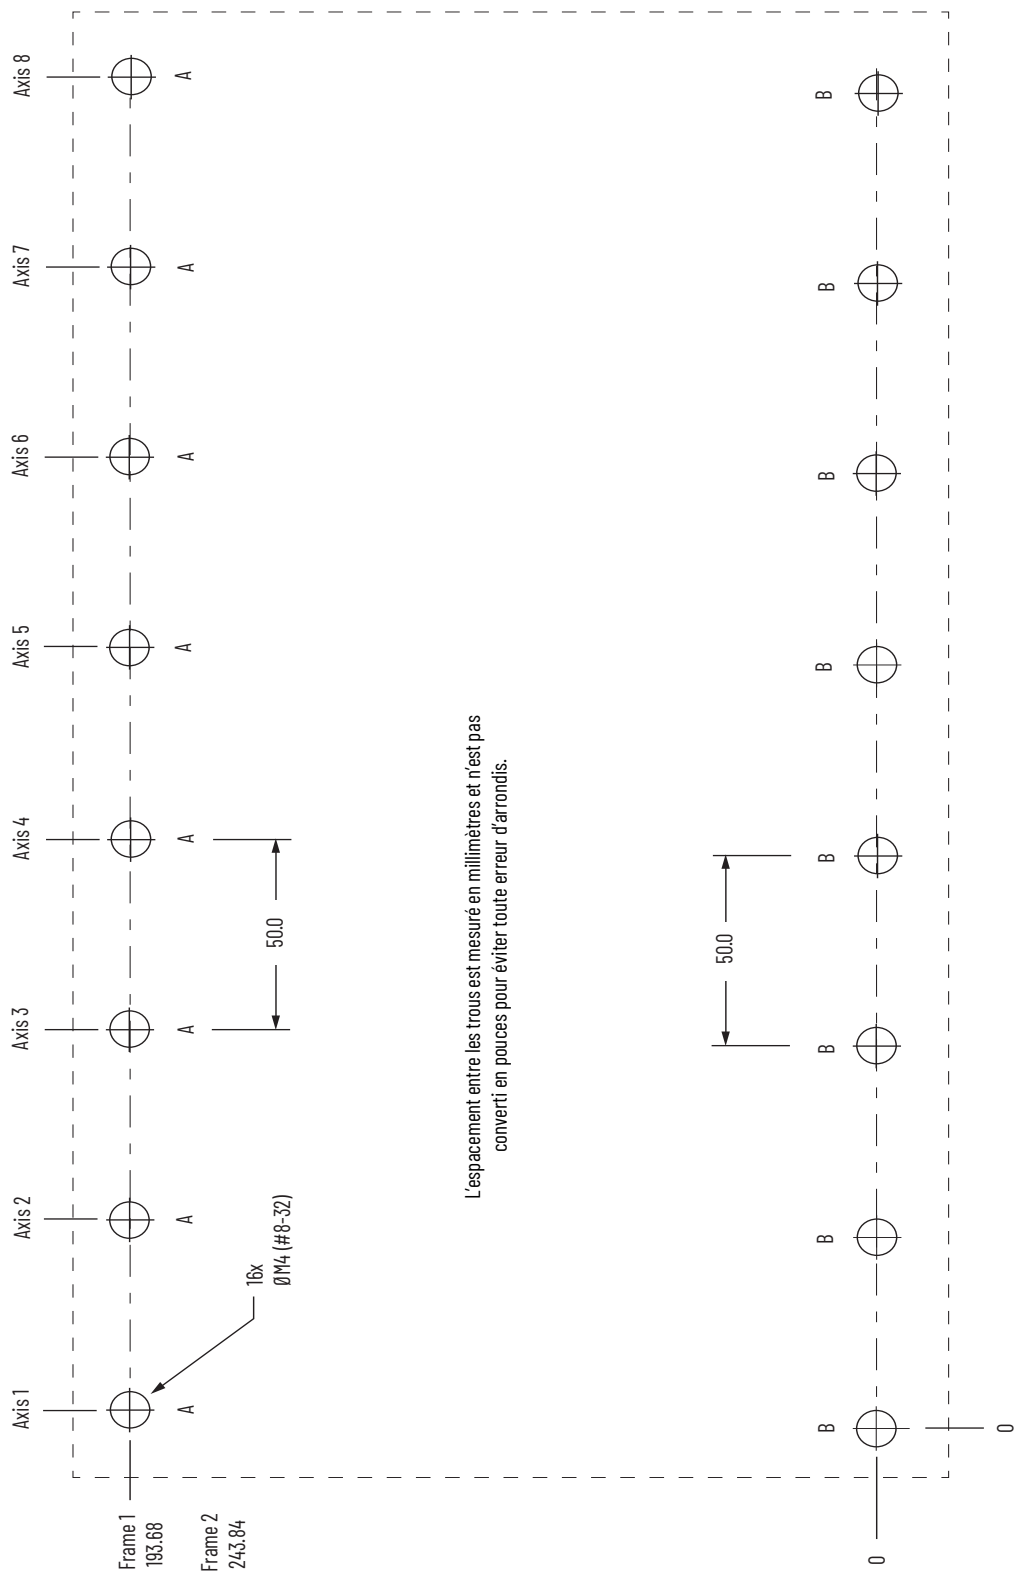 Axis 1
Axis 2
Axis 3
Axis 4
Axis 5
Axis 6
Axis 7
Axis 8
Frame 1
193.68
A
A
A
A
A
A
A
A
Frame 2
243.84
16x
ØM4 (#8-32)
50.0
L'espacement entre les trous est mesuré en millimètres et n'est pas
converti en pouces pour éviter toute erreur d'arrondis.
50.0
B
B
B
B
B
B
B
B
0
0